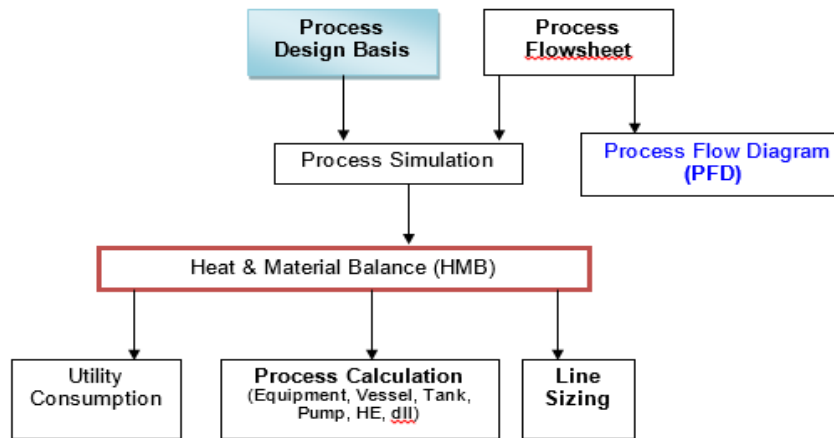 Process
Design Basis
Process
Flowsheet
Process Simulation
Process Flow Diagram
(PFD)
Heat & Material Balance (HMB)
Utility
Consumption
Process Calculation
(Equipment, Vessel, Tank,
Pump, HE, dll)
Line
Sizing